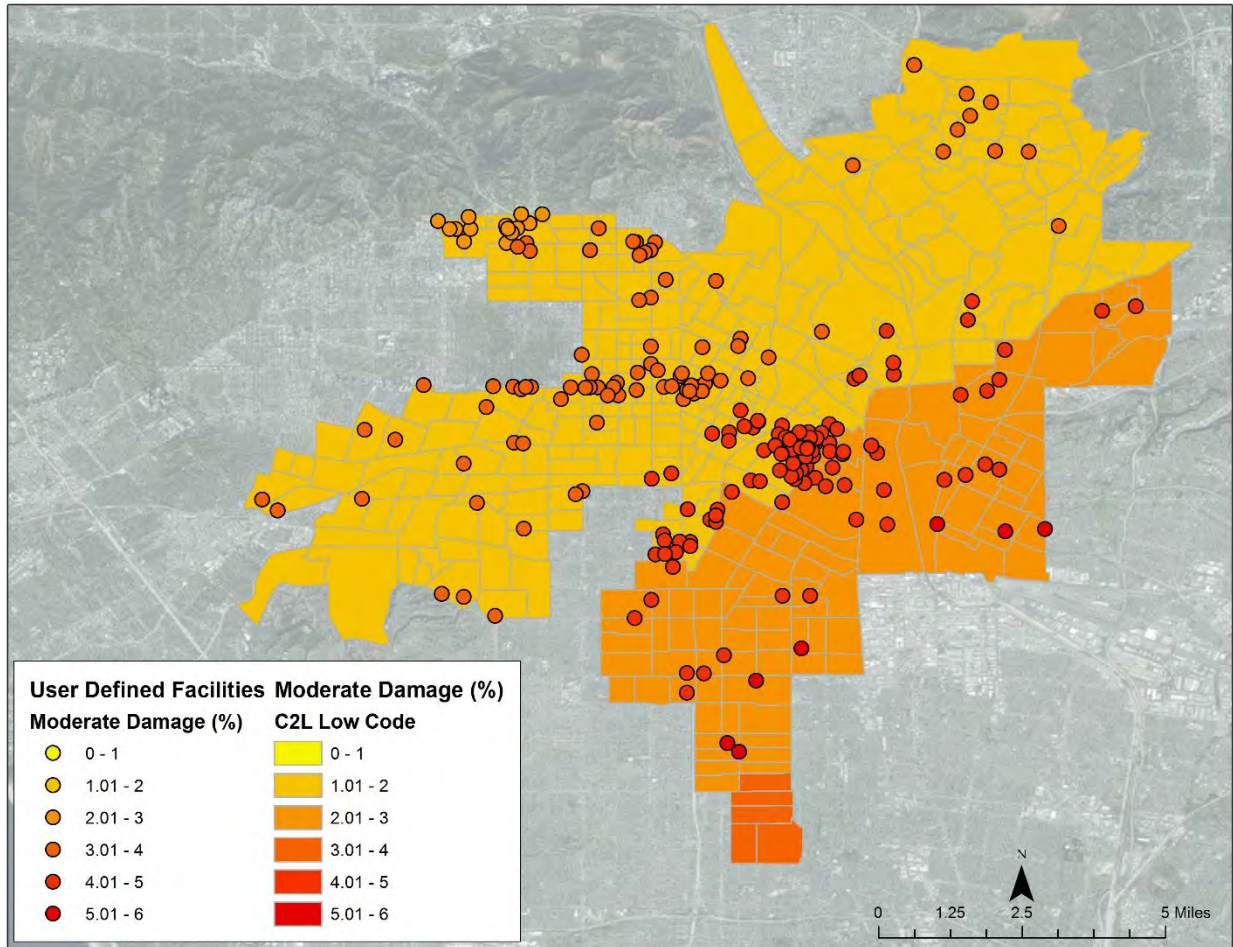 User Defined Facilities Moderate Damage (%)
Moderate Damage (%) C2L Low Code
0 - 1 0 - 1
1.01 - 2 1.01 - 2
2.01 - 3 2.01 - 3
3.01 - 4 3.01 - 4
4.01 - 5 4.01 - 5
5.01 - 6 5.01 - 6
N
0 1.25 2.5 5 Miles